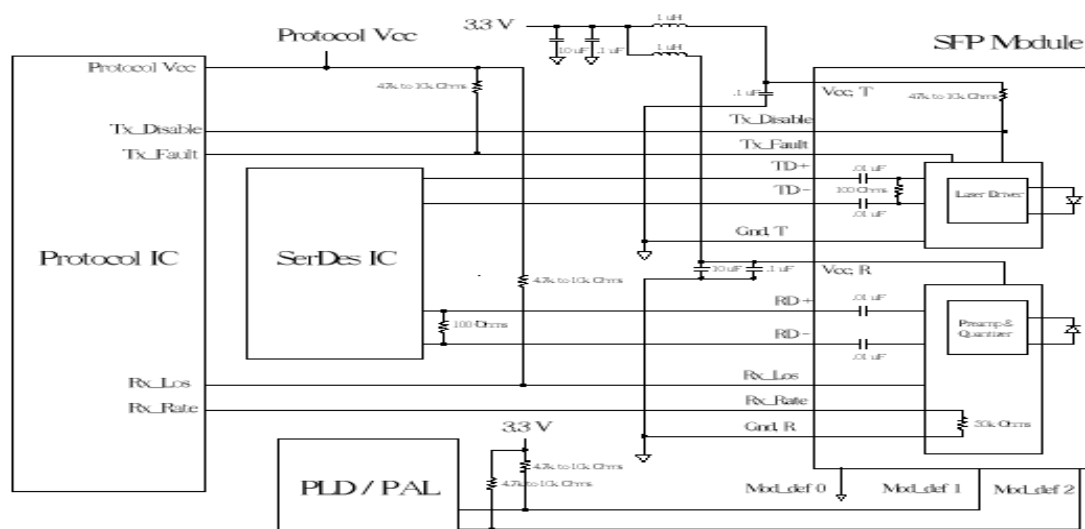 3.3 V
1 uH
SFP Module
Protocol Vcc
10 uF
.1 uF
1 uH
Protocol Vcc
4.7k to 10k Ohms
.1 uF
Vcc, T
4.7k to 10k Ohms
Tx_Disable
Tx_Disable
Tx_Fault
Tx_Fault
TD+
.01 uF
TD-
100 Ohms
Laser Driver
.01 uF
Gnd, T
Protocol IC
SerDes IC
Vcc, R
10 uF
.1 uF
4.7k to 10k Ohms
RD+
.01 uF
100 Ohms
Preamp &
Quantizer
RD-
.01 uF
Rx_Los
Rx_Los
Rx_Rate
Rx_Rate
Gnd, R
30k Ohms
3.3 V
4.7k to 10k Ohms
4.7k to 10k Ohms
PLD / PAL
Mod_def 0
Mod_def 1
Mod_def 2